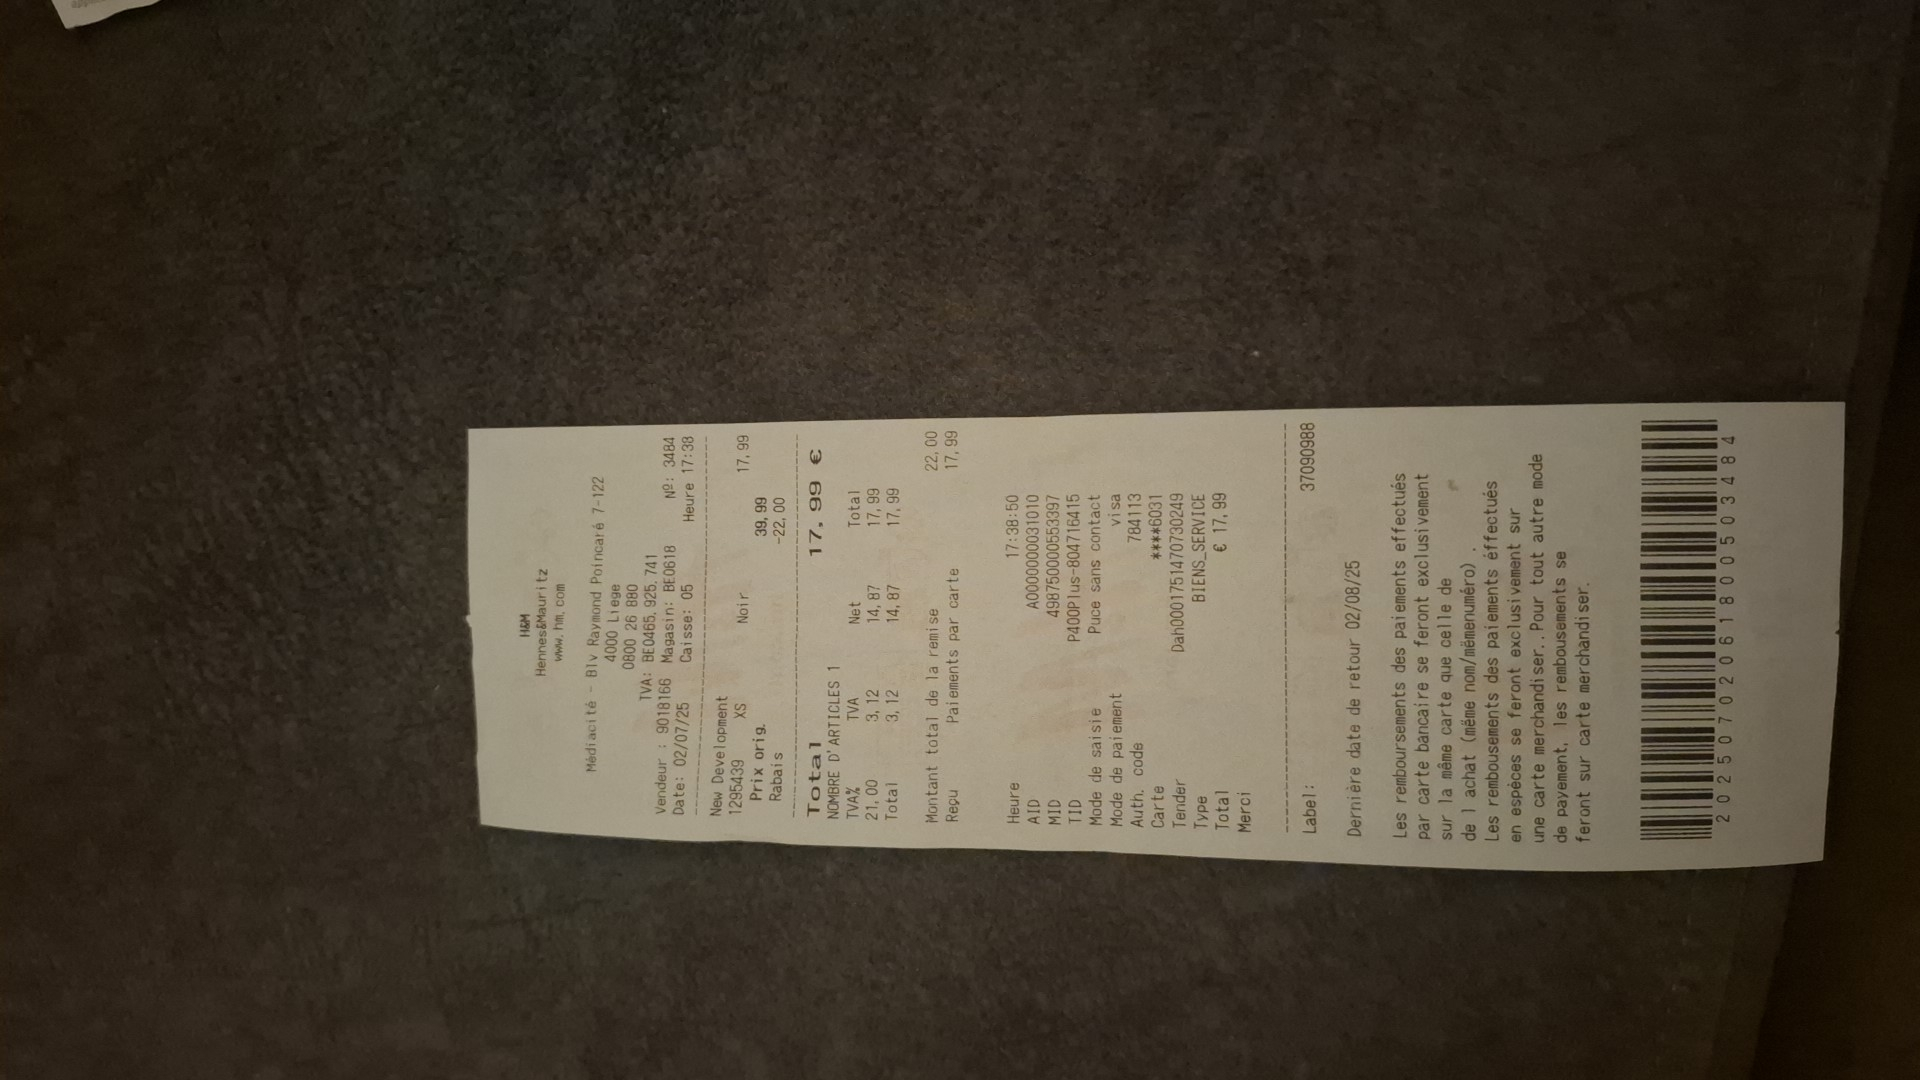 H&M
Hennes&Mauritz
www.hm.com
Médiacité - Blv Raymond Poincaré 7-122
4000 Liege
0800 26 880
TVA: BE0465.925.741
Vendeur : 9018166 Magasin: BE0618 Nº: 3484
Date: 02/07/25 Caisse: 05 Heure 17:38
New Development
1295439 XS Noir 17,99
Prix orig. 39,99
Rabais -22,00
Total 17,99 €
NOMBRE D'ARTICLES 1
TVA% TVA Net Total
21,00 3,12 14,87 17,99
Total 3,12 14,87 17,99
Montant total de la remise 22,00
Reçu Paiements par carte 17,99
Heure 17:38:50
AID A0000000031010
MID 498750000553397
TID P400Plus-804716415
Mode de saisie Puce sans contact
Mode de paiement visa
Auth. code 784113
Carte ****6031
Tender Dah0001751470730249
Type BIENS_SERVICE
Total € 17,99
Merci
Label: 37090988
Dernière date de retour 02/08/25
Les remboursements des paiements effectués
par carte bancaire se feront exclusivement
sur la même carte que celle de
de l achat (même nom/mêmenuméro) .
Les rembousements des paiements éffectués
en espèces se feront exclusivement sur
une carte merchandiser..Pour tout autre mode
de payement, les rembousements se
feront sur carte merchandiser.
20250702061800503484